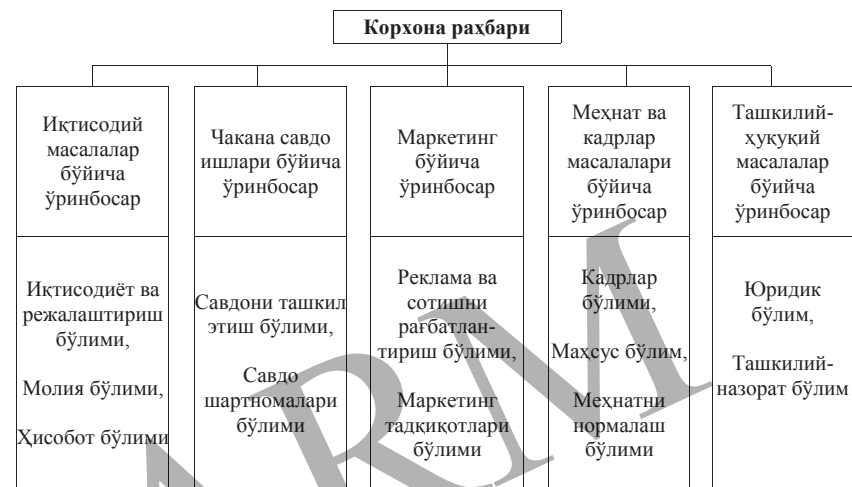 Корхона раҳбари
Иқтисодий
масалалар
бўйича
ўринбосар
Чакана савдо
ишлари бўйича
ўринбосар
Маркетинг
бўйича
ўринбосар
Меҳнат ва
кадрлар
масалалари
бўйича
ўринбосар
Ташкилий-
ҳуқуқий
масалалар
бўийча
ўринбосар
Иқтисодиёт ва
режалаштириш
бўлими,
Молия бўлими,
Ҳисобот бўлими
Савдони ташкил
этиш бўлими,
Савдо
шартномалари
бўлими
Реклама ва
сотишни
рағбатлан-
тириш бўлими,
Маркетинг
тадқиқотлари
бўлими
Кадрлар
бўлими,
Махсус бўлим,
Меҳнатни
нормалаш
бўлими
Юридик
бўлим,
Ташкилий-
назорат бўлим
ARM